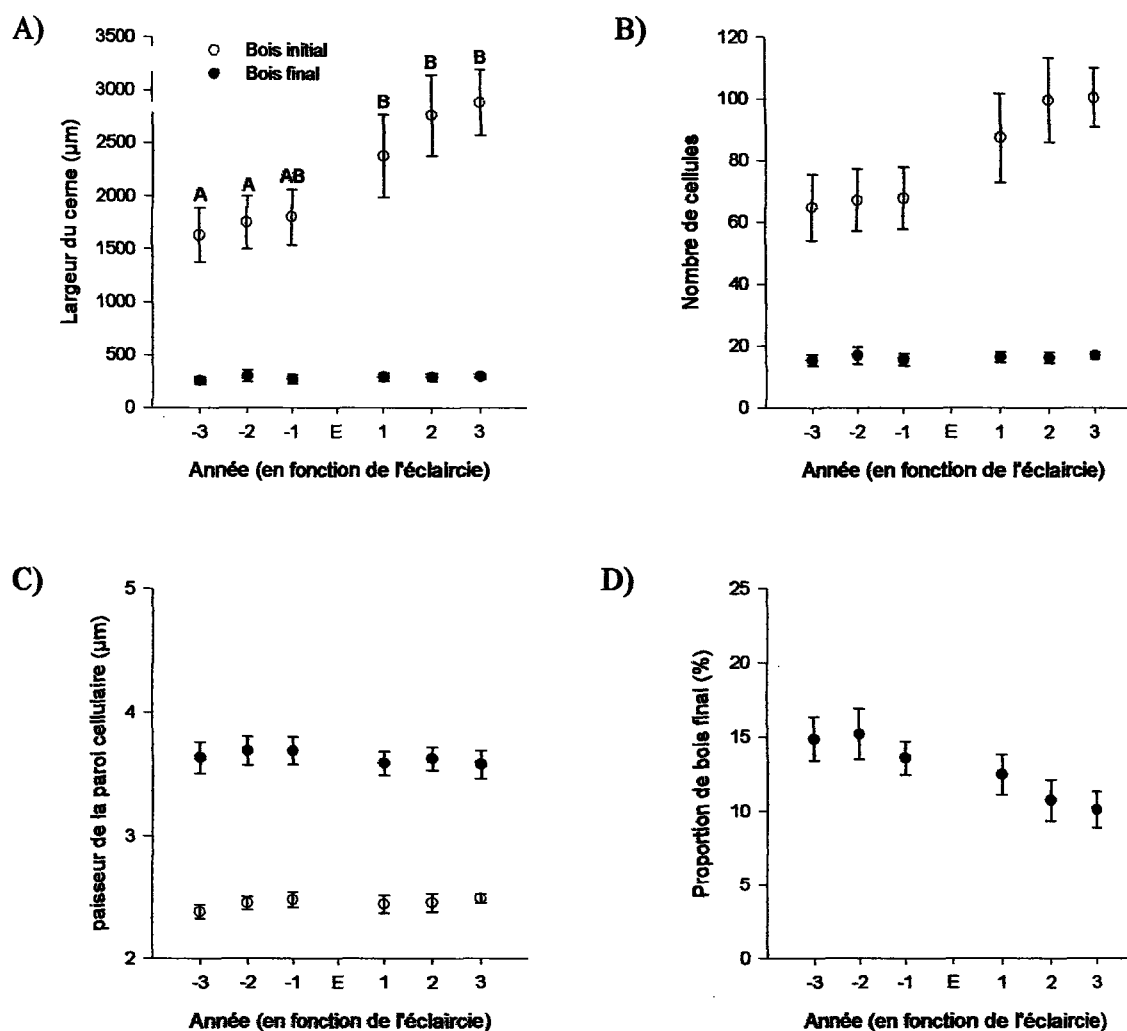 A)
Bois initial
Bois final
A
A
AB
B
B
B
3500
3000
2500
2000
1500
1000
500
0
Largeur du cerne (µm)
-3 -2 -1 E 1 2 3
Année (en fonction de l'éclaircie)
B)
120
100
80
60
40
20
0
Nombre de cellules
-3 -2 -1 E 1 2 3
Année (en fonction de l'éclaircie)
C)
5
4
3
2
paisseur de la paroi cellulaire (µm)
-3 -2 -1 E 1 2 3
Année (en fonction de l'éclaircie)
D)
25
20
15
10
5
0
Proportion de bois final (%)
-3 -2 -1 E 1 2 3
Année (en fonction de l'éclaircie)